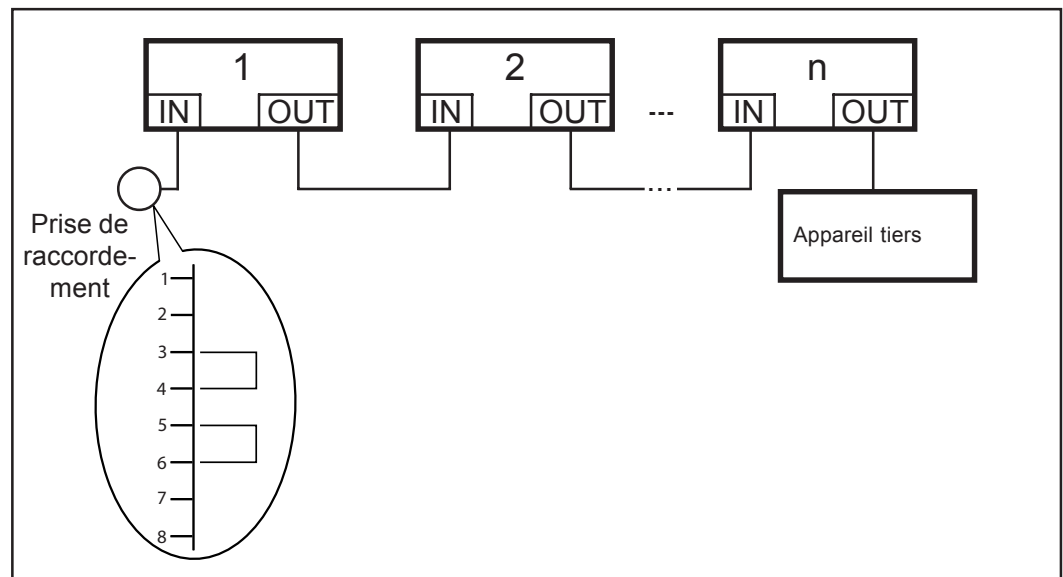 1 2 n
IN OUT IN OUT --- IN OUT
...
Prise de
raccorde-
ment
Appareil tiers
1
2
3
4
5
6
7
8